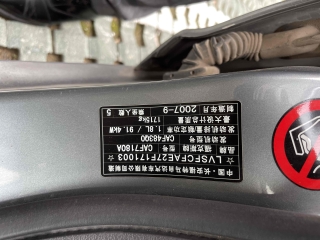 中国·长安福特马自达汽车有限公司制造
☆LVSFCFAE27F171003☆
品牌 福克斯牌 型号 CAF7180A
发动机型号 CAF483Q0
发动机排量/额定功率 1.8L 91.4kW
最大设计总质量 1715kg
制造年月 2007-9 乘坐人数 5